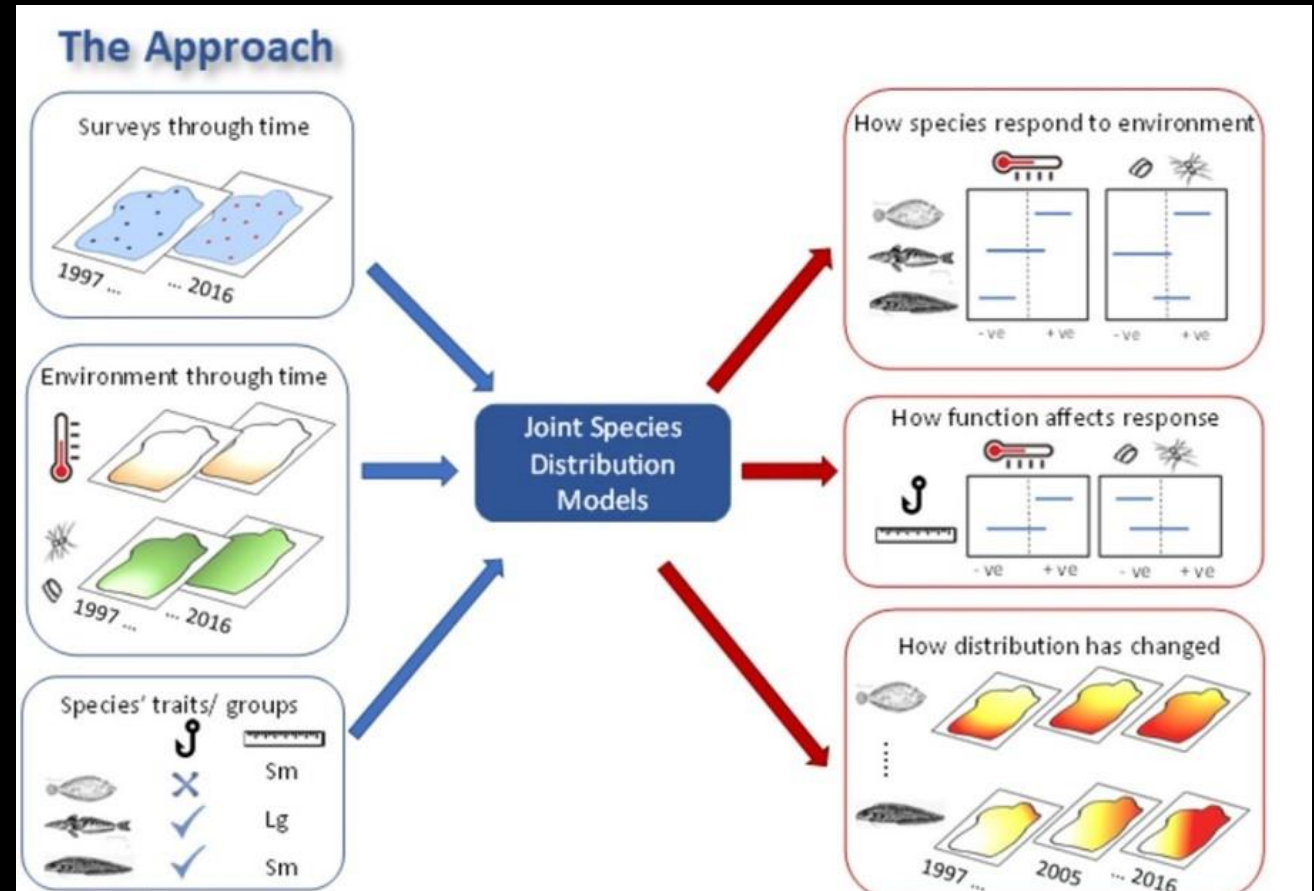 The Approach
Surveys through time
1997 ...
... 2016
Environment through time
1997 ...
... 2016
Species' traits/ groups
Sm
Lg
Sm
Joint Species
Distribution
Models
How species respond to environment
- ve
+ ve
- ve
+ ve
How function affects response
- ve
+ ve
- ve
+ ve
How distribution has changed
1997 ...
2005
... 2016